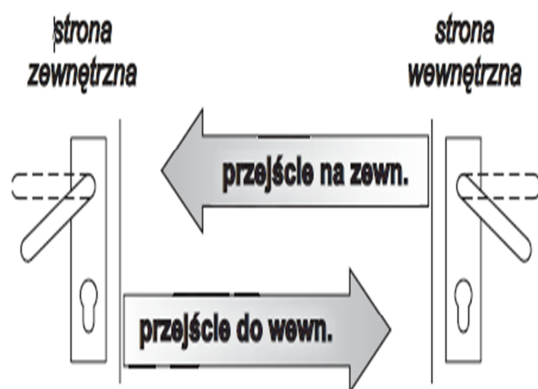 strona
zewnętrzna
strona
wewnętrzna
przejście na zewn.
przejście do wewn.